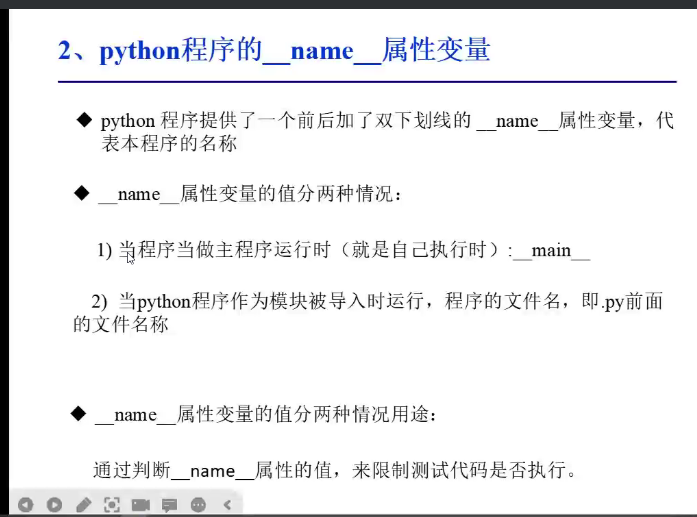 2、python程序的__name__属性变量
◆ python 程序提供了一个前后加了双下划线的 __name__属性变量，代
表本程序的名称
◆ __name__属性变量的值分两种情况：
1) 当程序当做主程序运行时（就是自己执行时）:__main__
2) 当python程序作为模块被导入时运行，程序的文件名，即.py前面
的文件名称
◆ __name__属性变量的值分两种情况用途：
通过判断__name__属性的值，来限制测试代码是否执行。